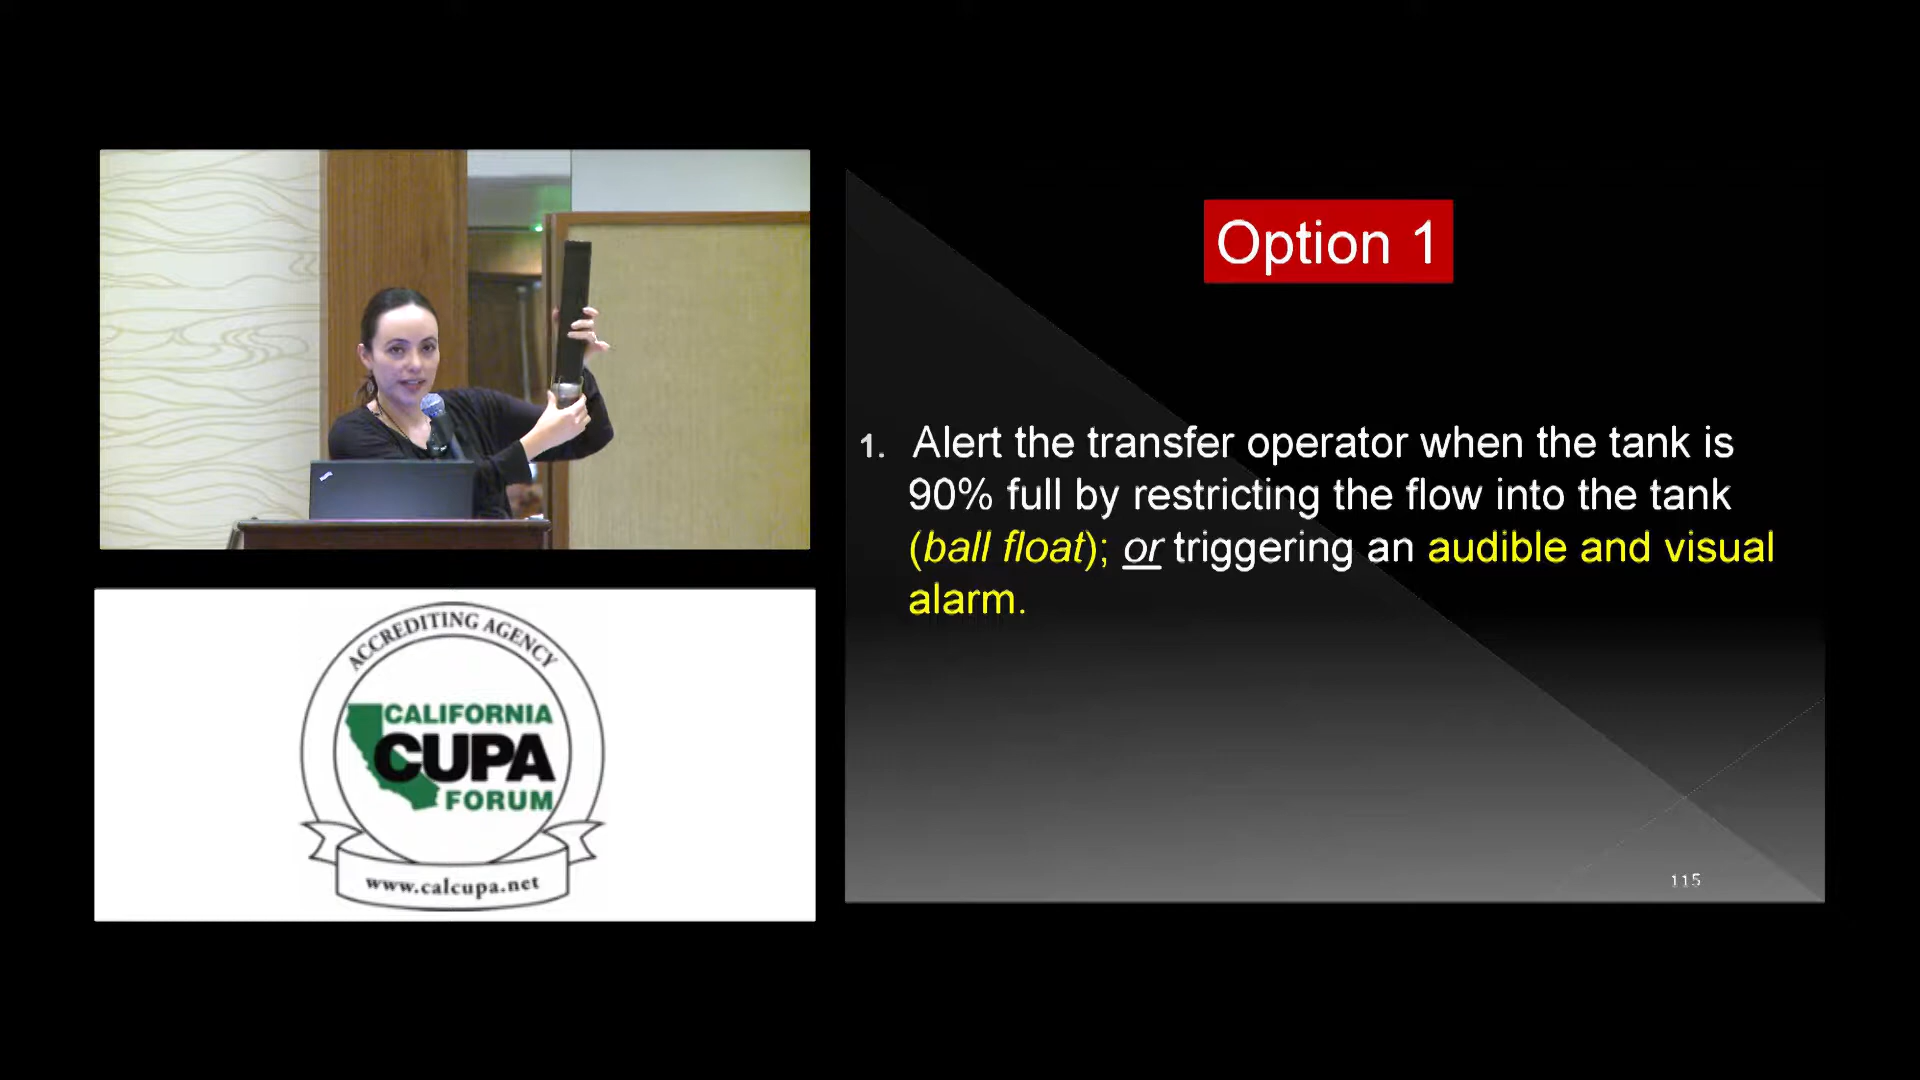 Option 1
1. Alert the transfer operator when the tank is
90% full by restricting the flow into the tank
(ball float); or triggering an audible and visual
alarm.
115
ACCREDITING AGENCY
CALIFORNIA
CUPA
FORUM
www.calcupa.net